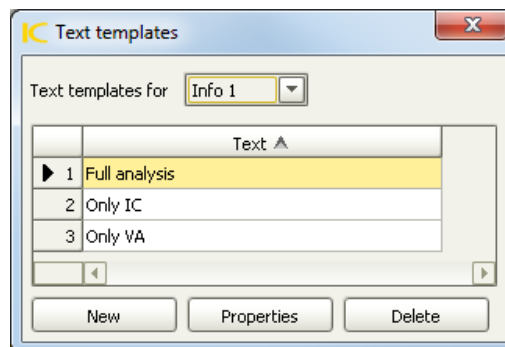 IC Text templates
Text templates for Info 1
Text
1 Full analysis
2 Only IC
3 Only VA
New Properties Delete